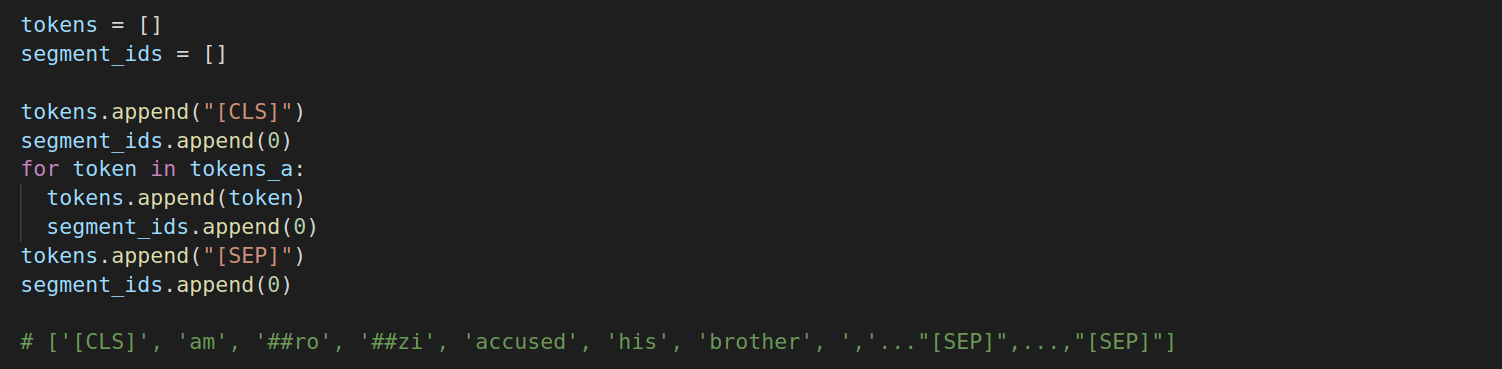 tokens = []
segment_ids = []
tokens.append("[CLS]")
segment_ids.append(0)
for token in tokens_a:
  tokens.append(token)
  segment_ids.append(0)
tokens.append("[SEP]")
segment_ids.append(0)
# ['[CLS]', 'am', '##ro', '##zi', 'accused', 'his', 'brother', ','..."[SEP]",...,"[SEP]"]